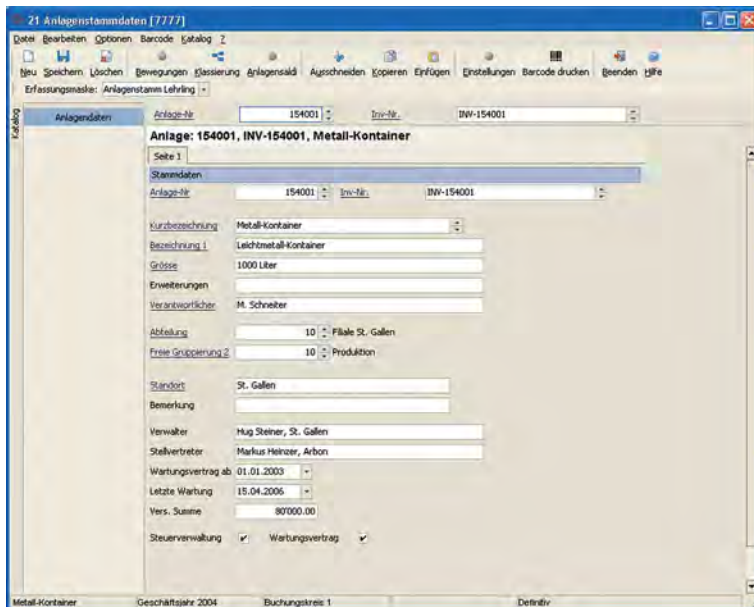 21 Anlagenstammdaten [7777]
Datei Bearbeiten Optionen Barcode Katalog ?
Neu Speichern Löschen Bewegungen Klassierung Anlagensaldi Ausschneiden Kopieren Einfügen Einstellungen Barcode drucken Beenden Hilfe
Erfassungsmaske: Anlagenstamm Lehrling
Katalog
Anlagendaten
Anlage-Nr 154001 Inv-Nr. INV-154001
Anlage: 154001, INV-154001, Metall-Kontainer
Seite 1
Stammdaten
Anlage-Nr 154001 Inv-Nr. INV-154001
Kurzbezeichnung Metall-Kontainer
Bezeichnung 1 Leichtmetall-Kontainer
Grösse 1000 Liter
Erweiterungen
Verantwortlicher M. Schneiter
Abteilung 10 Filiale St. Gallen
Freie Gruppierung 2 10 Produktion
Standort St. Gallen
Bemerkung
Verwalter Hug Steiner, St. Gallen
Stellvertreter Markus Heinzer, Arbon
Wartungsvertrag ab 01.01.2003
Letzte Wartung 15.04.2006
Vers. Summe 80'000.00
Steuerverwaltung Wartungsvertrag
Metall-Kontainer Geschäftsjahr 2004 Buchungskreis 1 Definitiv